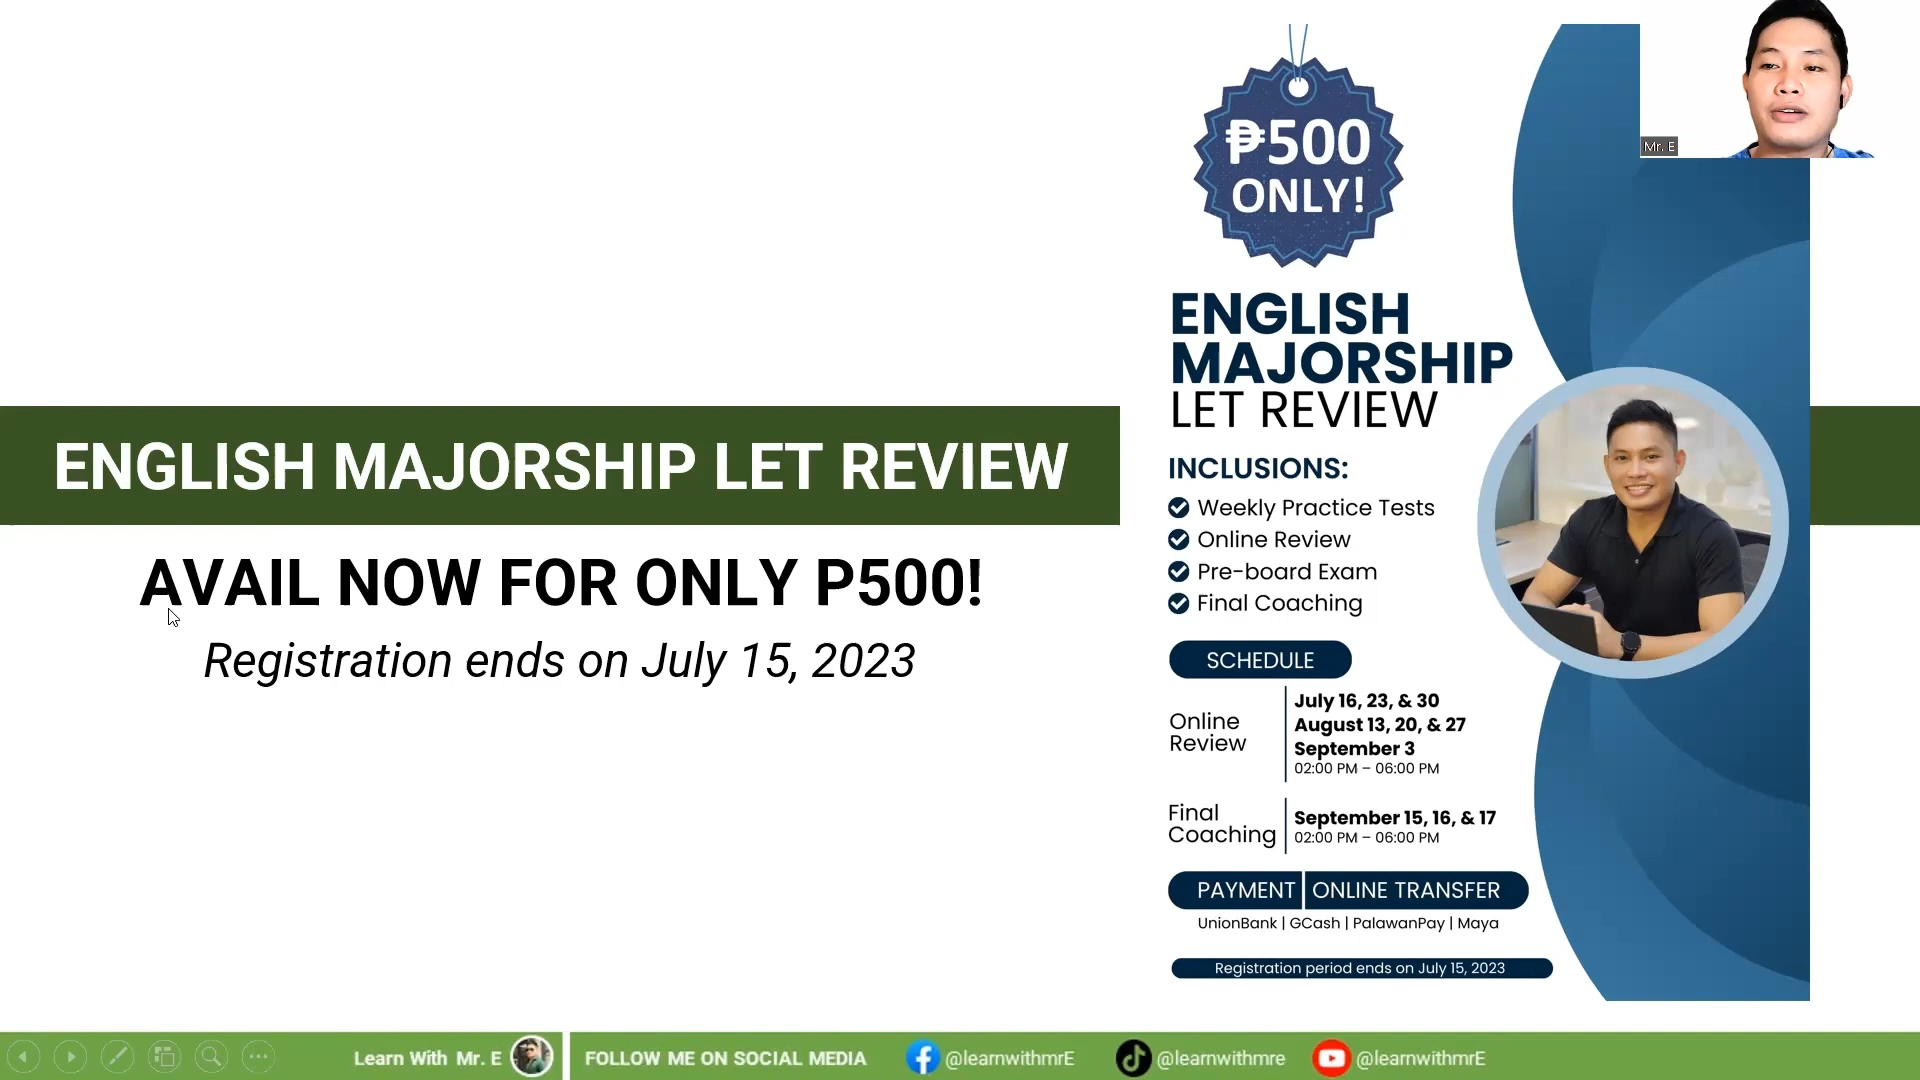 Mr. E
₱500
ONLY!
ENGLISH
MAJORSHIP
LET REVIEW
INCLUSIONS:
Weekly Practice Tests
Online Review
Pre-board Exam
Final Coaching
SCHEDULE
Online
Review
July 16, 23, & 30
August 13, 20, & 27
September 3
02:00 PM – 06:00 PM
Final
Coaching
September 15, 16, & 17
02:00 PM – 06:00 PM
PAYMENT ONLINE TRANSFER
UnionBank | GCash | PalawanPay | Maya
Registration period ends on July 15, 2023
ENGLISH MAJORSHIP LET REVIEW
AVAIL NOW FOR ONLY P500!
Registration ends on July 15, 2023
Learn With Mr. E
FOLLOW ME ON SOCIAL MEDIA
@learnwithmrE
@learnwithmre
@learnwithmrE